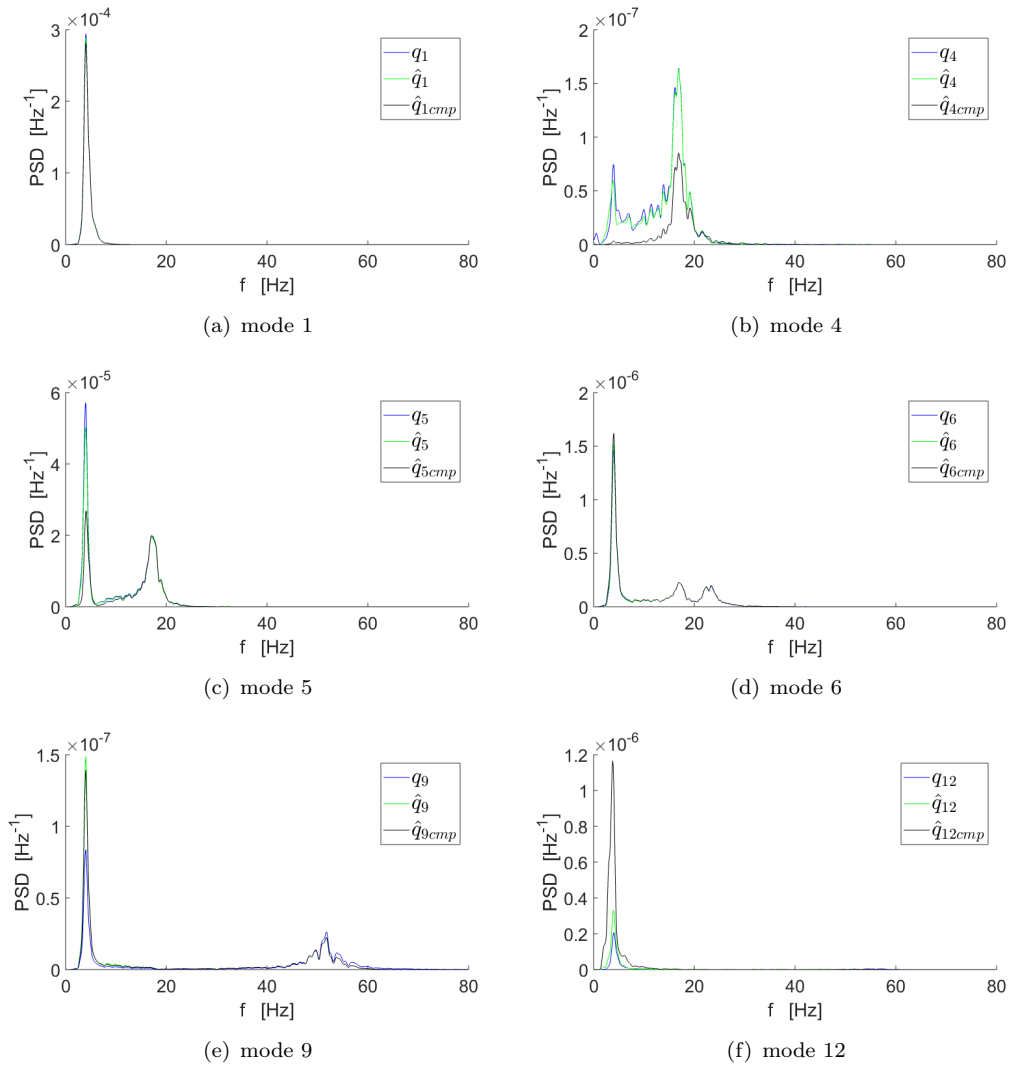 ×10⁻⁴
3
2
1
0
PSD [Hz⁻¹]
q₁
q̂₁
q̂₁cmp
0 20 40 60 80
f [Hz]
(a) mode 1
×10⁻⁷
2
1.5
1
0.5
0
PSD [Hz⁻¹]
q₄
q̂₄
q̂₄cmp
0 20 40 60 80
f [Hz]
(b) mode 4
×10⁻⁵
6
4
2
0
PSD [Hz⁻¹]
q₅
q̂₅
q̂₅cmp
0 20 40 60 80
f [Hz]
(c) mode 5
×10⁻⁶
2
1.5
1
0.5
0
PSD [Hz⁻¹]
q₆
q̂₆
q̂₆cmp
0 20 40 60 80
f [Hz]
(d) mode 6
×10⁻⁷
1.5
1
0.5
0
PSD [Hz⁻¹]
q₉
q̂₉
q̂₉cmp
0 20 40 60 80
f [Hz]
(e) mode 9
×10⁻⁶
1.2
1
0.8
0.6
0.4
0.2
0
PSD [Hz⁻¹]
q₁₂
q̂₁₂
q̂₁₂cmp
0 20 40 60 80
f [Hz]
(f) mode 12